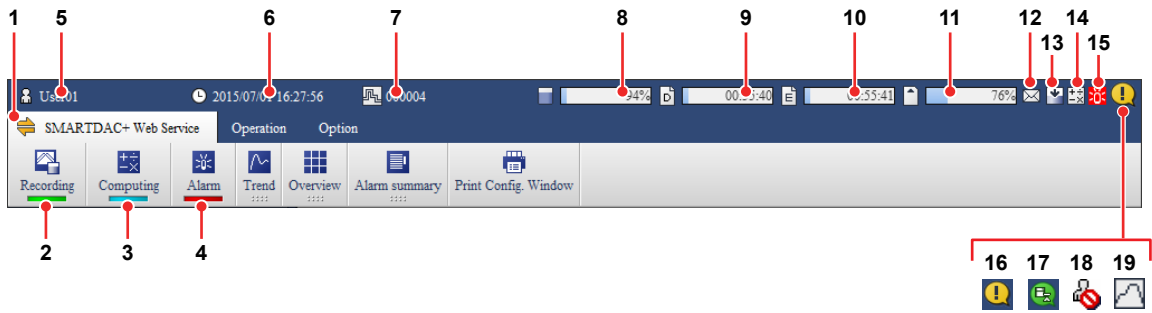 1 5 6 7 8 9 10 11 12 14
13 15
User01 2015/07/01 16:27:56 000004 94% D 00:55:40 E 00:55:41 76%
SMARTDAC+ Web Service Operation Option
Recording Computing Alarm Trend Overview Alarm summary Print Config. Window
2 3 4
16 17 18 19